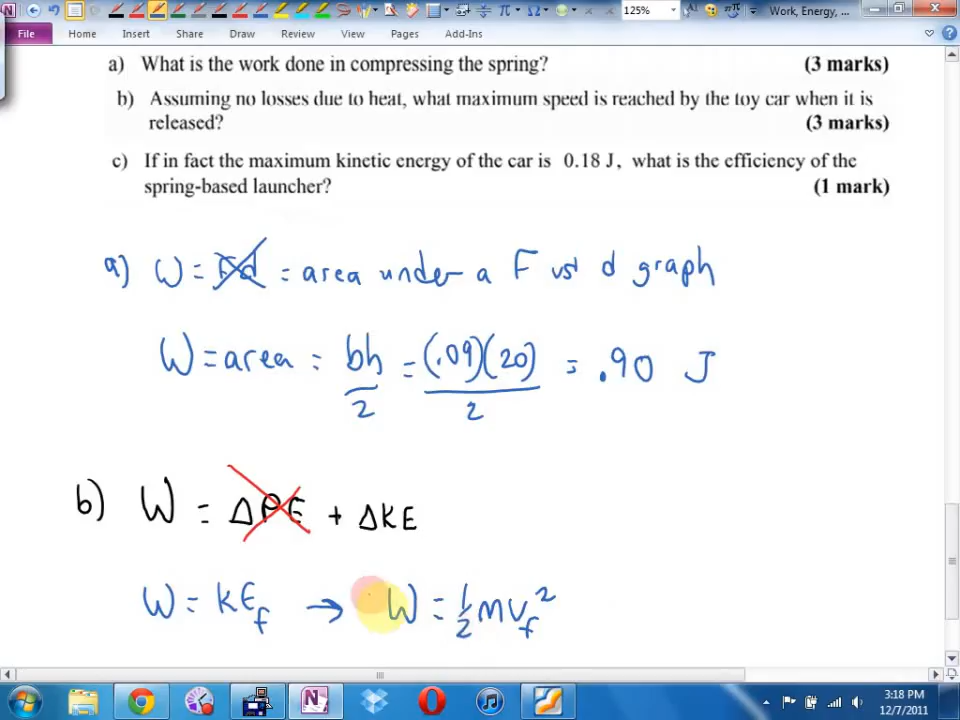 125% Work, Energy, ...
File Home Insert Share Draw Review View Pages Add-Ins
a) What is the work done in compressing the spring? (3 marks)
b) Assuming no losses due to heat, what maximum speed is reached by the toy car when it is
released? (3 marks)
c) If in fact the maximum kinetic energy of the car is 0.18 J, what is the efficiency of the
spring-based launcher? (1 mark)
a) W = Fd = area under a F vs d graph
W = area = bh/2 = (.09)(20)/2 = .90 J
b) W = ΔPE + ΔKE
W = KEf → W = ½mvf²
3:18 PM
12/7/2011